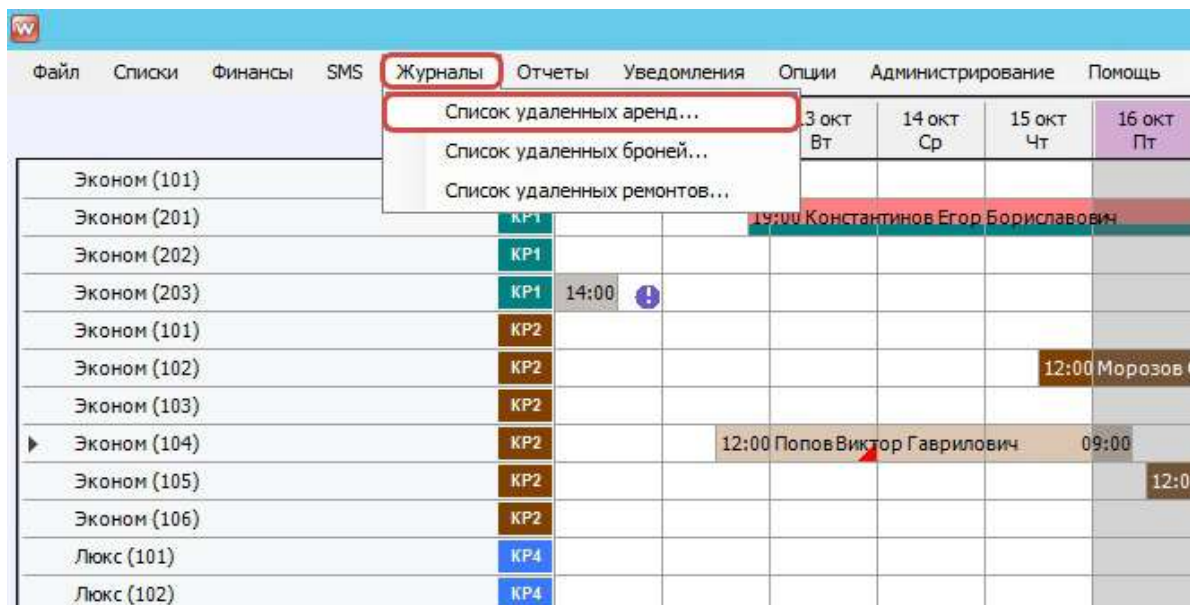 W
Файл Списки Финансы SMS Журналы Отчеты Уведомления Опции Администрирование Помощь
Список удаленных аренд...
Список удаленных броней...
Список удаленных ремонтов...
13 окт 14 окт 15 окт 16 окт
Вт Ср Чт Пт
Эконом (101)
Эконом (201) КР1 19:00 Константинов Егор Бориславович
Эконом (202) КР1
Эконом (203) КР1 14:00
Эконом (101) КР2
Эконом (102) КР2 12:00 Морозов
Эконом (103) КР2
Эконом (104) КР2 12:00 Попов Виктор Гаврилович 09:00
Эконом (105) КР2 12:0
Эконом (106) КР2
Люкс (101) КР4
Люкс (102) КР4